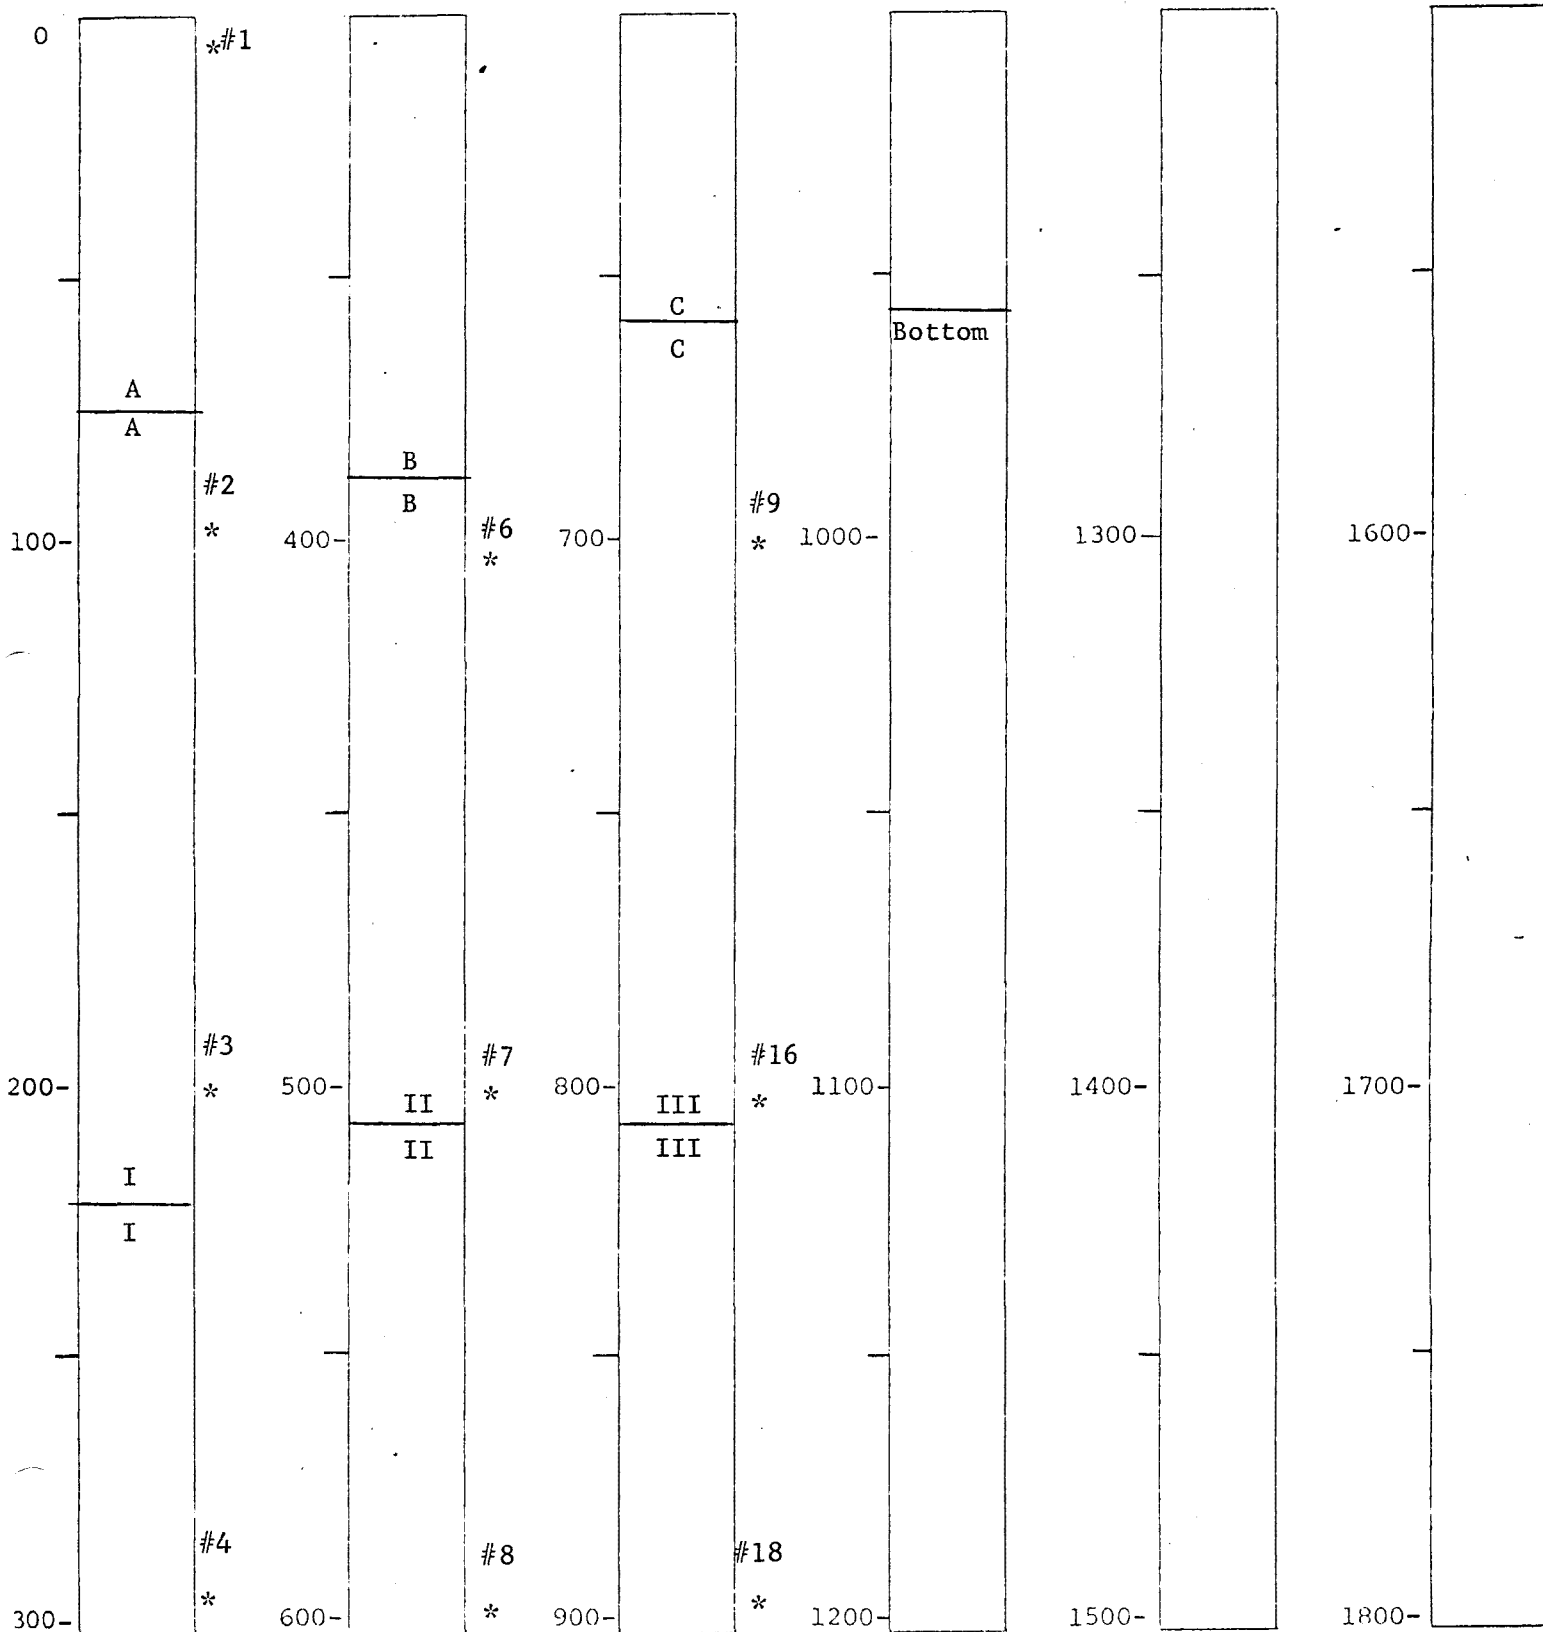 0
*#1
A
A
#2
*
100-
#3
*
200-
I
I
#4
*
300-
B
B
#6
*
400-
#7
*
500-
II
II
#8
*
600-
C
C
#9
*
700-
#16
*
800-
III
III
#18
*
900-
Bottom
1000-
1100-
1200-
1300-
1400-
1500-
1600-
1700-
1800-